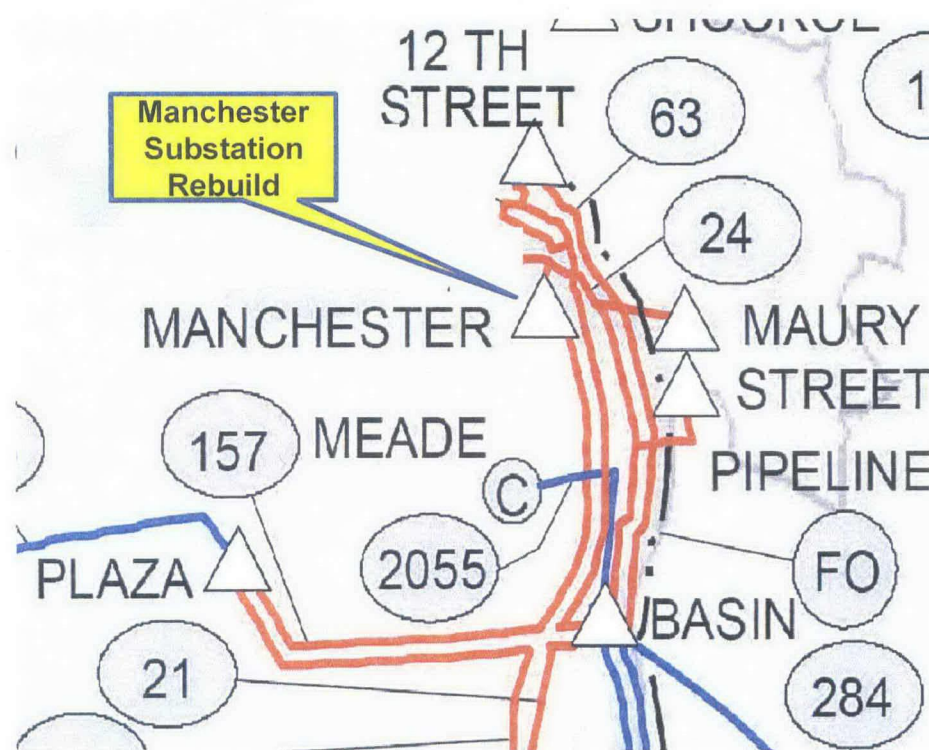 12 TH
STREET
63
1
Manchester
Substation
Rebuild
24
MANCHESTER
MAURY
STREET
157
MEADE
C
PIPELINE
PLAZA
2055
FO
BASIN
21
284